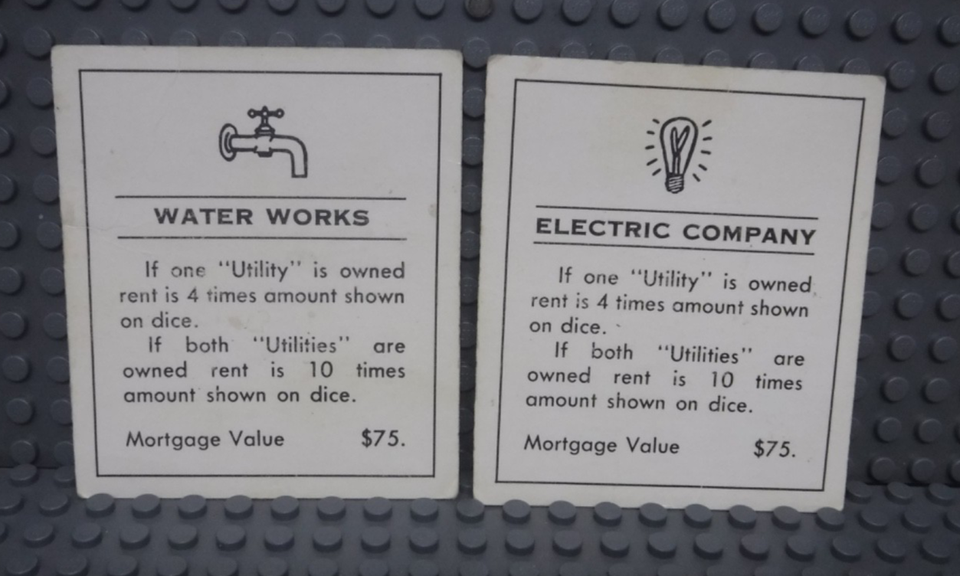 WATER WORKS
If one "Utility" is owned
rent is 4 times amount shown
on dice.
If both "Utilities" are
owned rent is 10 times
amount shown on dice.
Mortgage Value $75.
ELECTRIC COMPANY
If one "Utility" is owned
rent is 4 times amount shown
on dice.
If both "Utilities" are
owned rent is 10 times
amount shown on dice.
Mortgage Value $75.